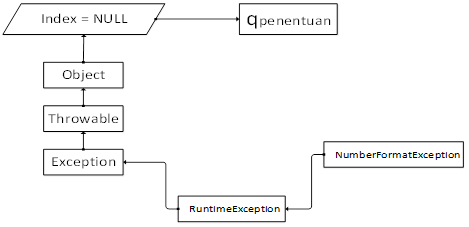 Index = NULL
qpenentuan
Object
Throwable
Exception
NumberFormatException
RuntimeException